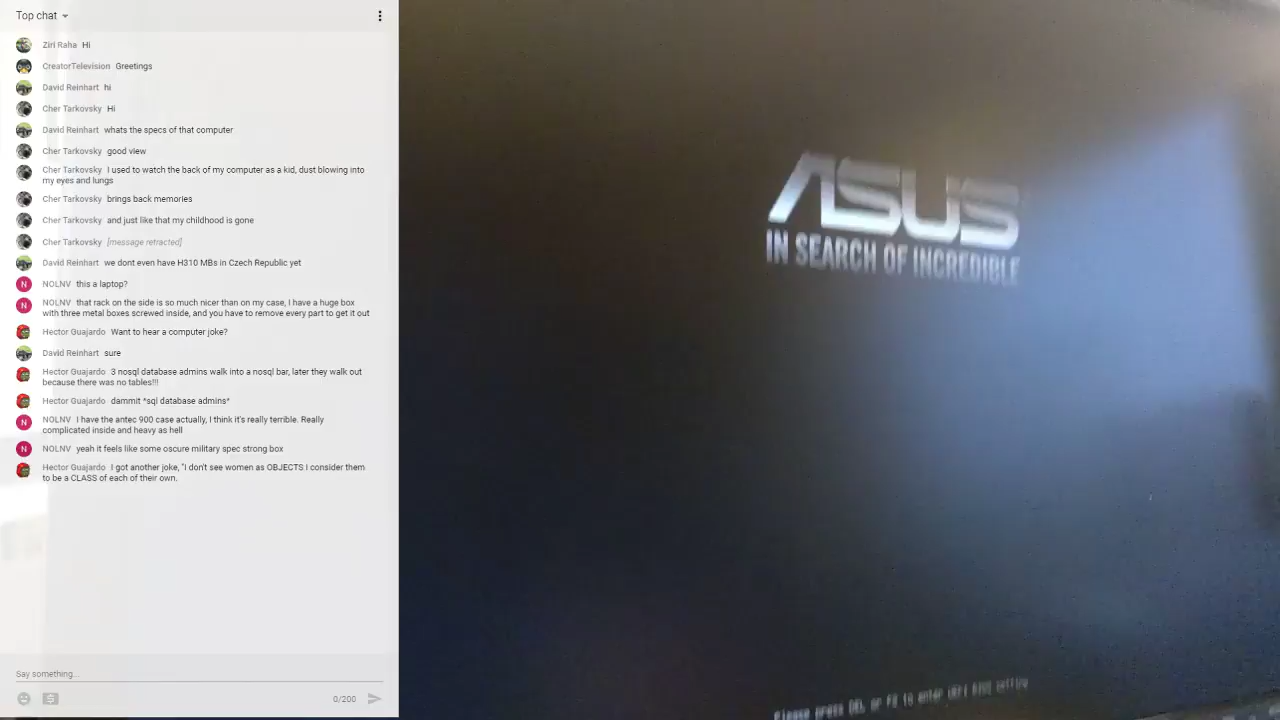 Top chat
Ziri Raha Hi
CreatorTelevision Greetings
David Reinhart hi
Cher Tarkovsky Hi
David Reinhart whats the specs of that computer
Cher Tarkovsky good view
Cher Tarkovsky I used to watch the back of my computer as a kid, dust blowing into
my eyes and lungs
Cher Tarkovsky brings back memories
Cher Tarkovsky and just like that my childhood is gone
Cher Tarkovsky [message retracted]
David Reinhart we dont even have H310 MBs in Czech Republic yet
N NOLNV this a laptop?
N NOLNV that rack on the side is so much nicer than on my case, I have a huge box
with three metal boxes screwed inside, and you have to remove every part to get it out
Hector Guajardo Want to hear a computer joke?
David Reinhart sure
Hector Guajardo 3 nosql database admins walk into a nosql bar, later they walk out
because there was no tables!!!
Hector Guajardo dammit *sql database admins*
N NOLNV I have the antec 900 case actually, I think it's really terrible. Really
complicated inside and heavy as hell
N NOLNV yeah it feels like some oscure military spec strong box
Hector Guajardo I got another joke, "I don't see women as OBJECTS I consider them
to be a CLASS of each of their own.
Say something...
0/200
ASUS
IN SEARCH OF INCREDIBLE
Please press DEL or F2 to enter UEFI BIOS setting